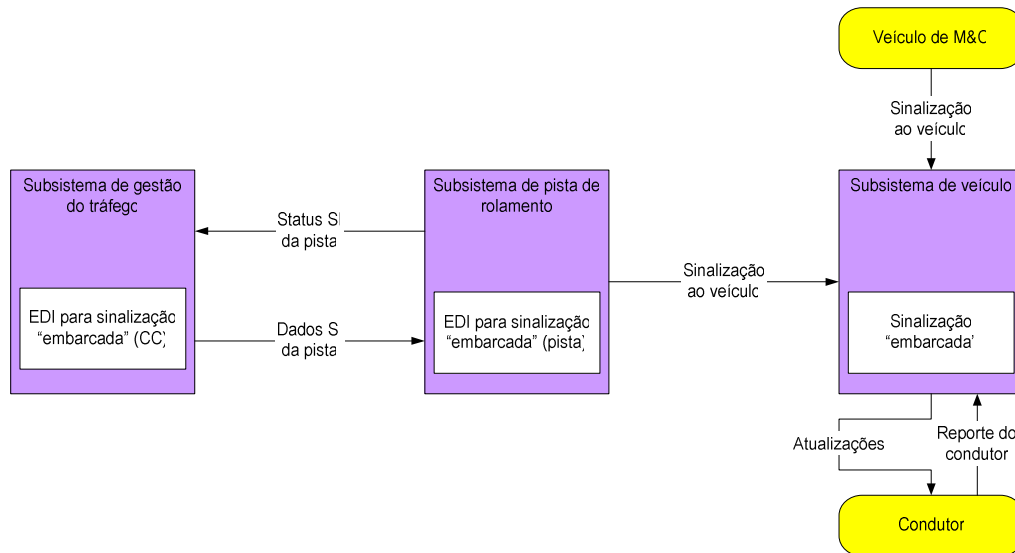 Veículo de M&C
Sinalização
ao veículo
Subsistema de gestão
do tráfego
Subsistema de pista de
rolamento
Subsistema de veículo
Status S
da pista
Sinalização
ao veículo
EDI para sinalização
“embarcada” (CC)
Dados S
da pista
EDI para sinalização
“embarcada” (pista)
Sinalização
“embarcada”
Atualizações
Reporte do
condutor
Condutor